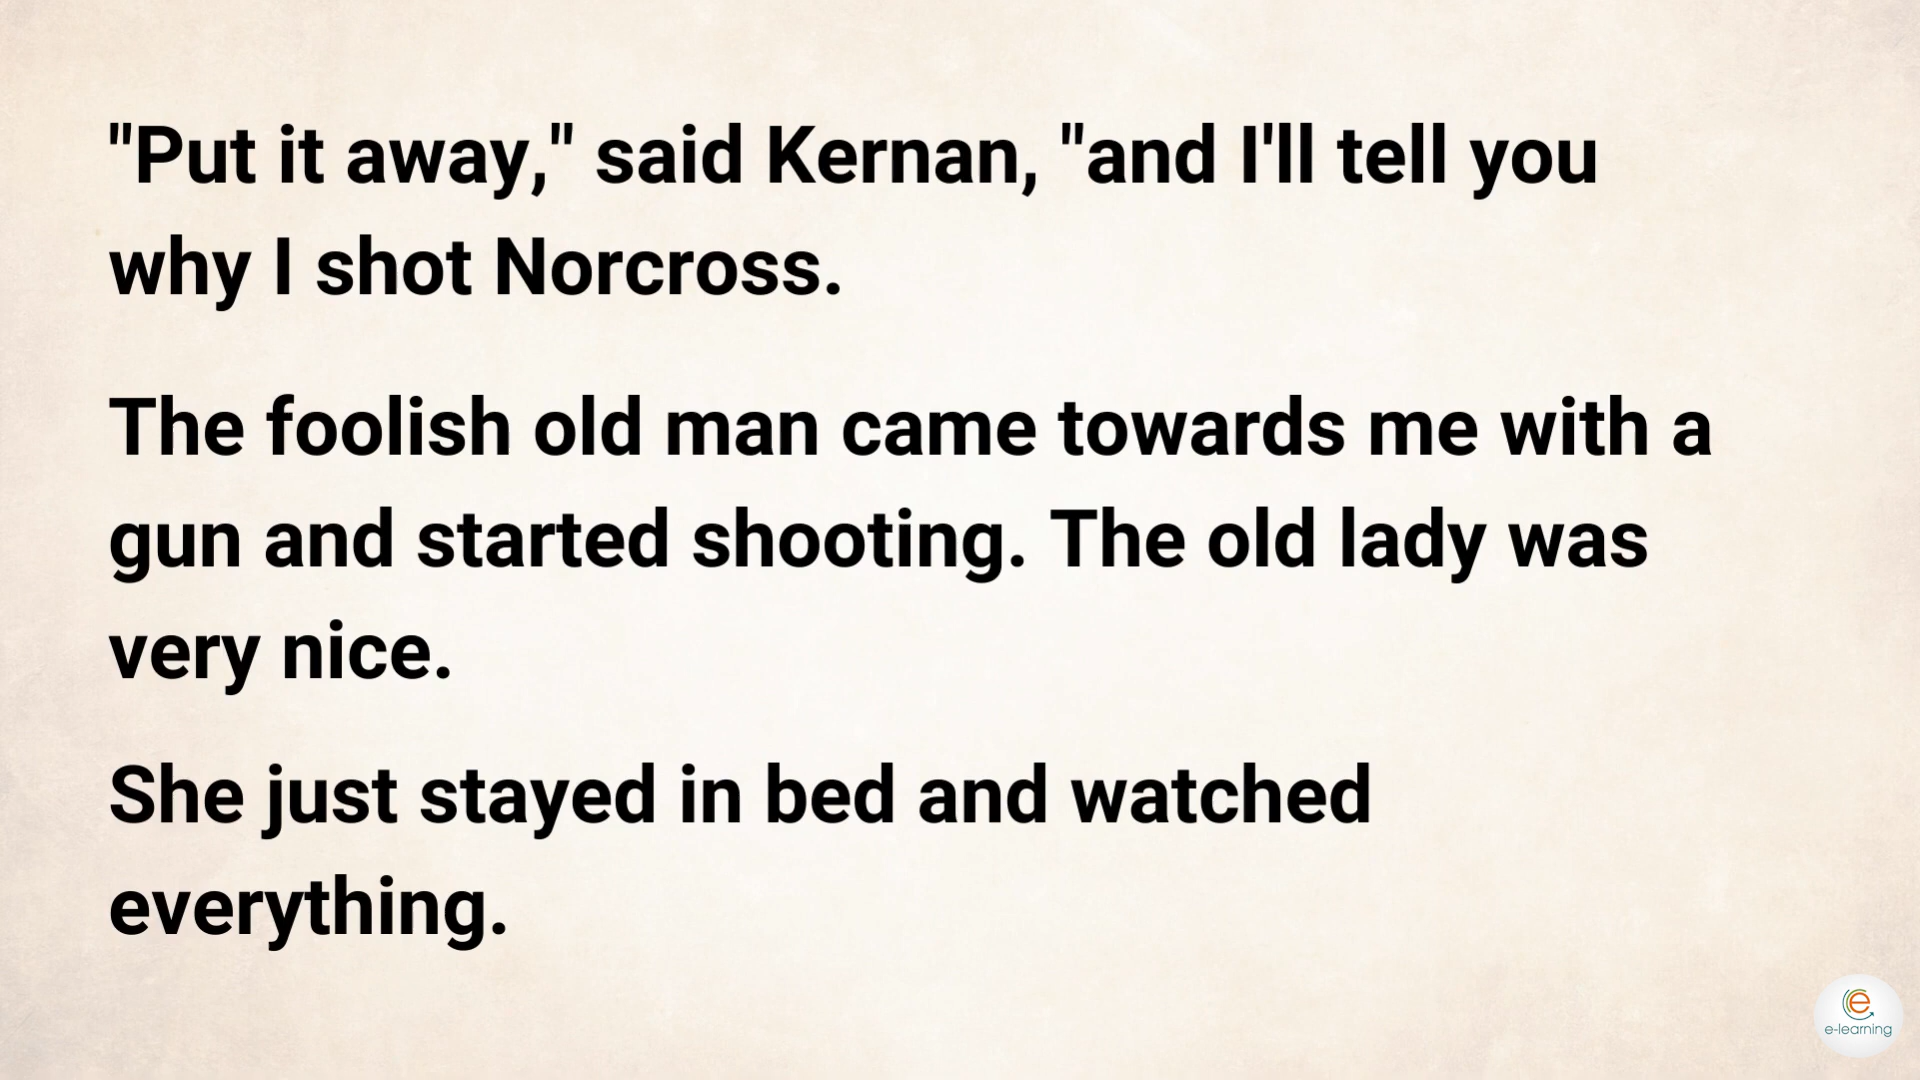 "Put it away," said Kernan, "and I'll tell you
why I shot Norcross.
The foolish old man came towards me with a
gun and started shooting. The old lady was
very nice.
She just stayed in bed and watched
everything.
e
e-learning